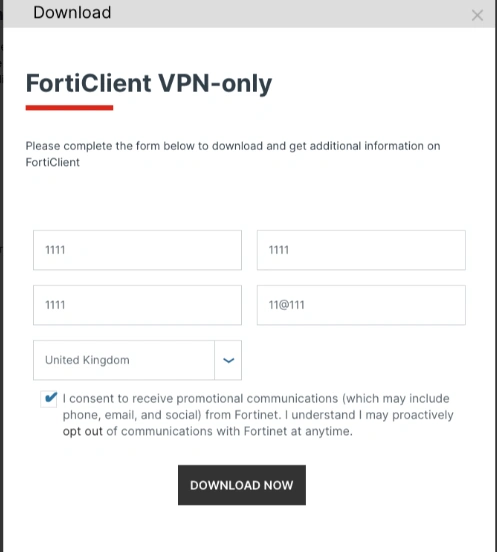 Download
FortiClient VPN-only
Please complete the form below to download and get additional information on
FortiClient
1111
1111
1111
11@111
United Kingdom
I consent to receive promotional communications (which may include
phone, email, and social) from Fortinet. I understand I may proactively
opt out of communications with Fortinet at anytime.
DOWNLOAD NOW